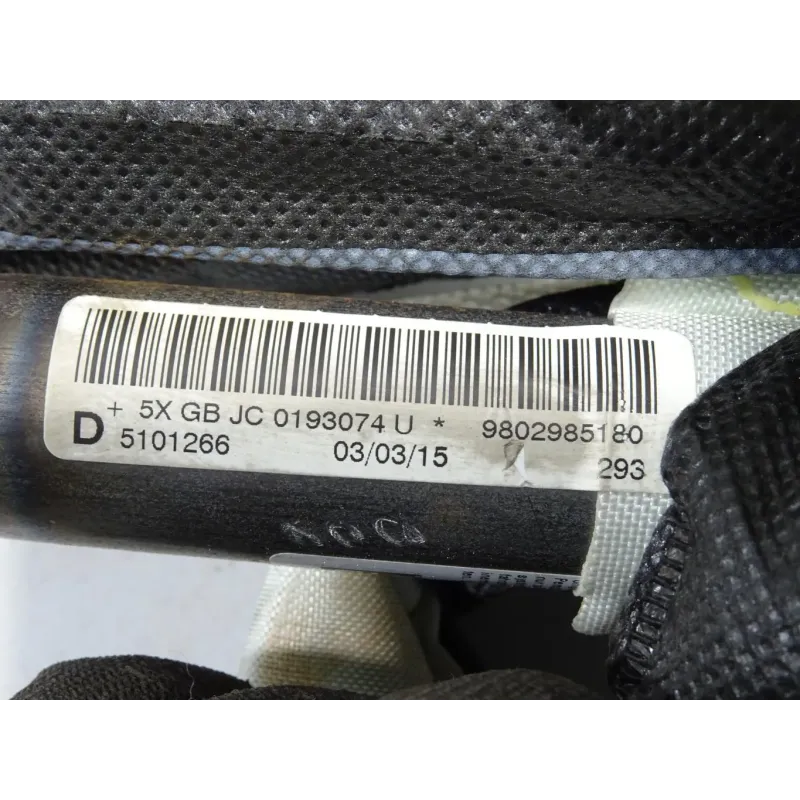 + 5X GB JC 0193074 U * 9802985180
D 5101266 03/03/15 293